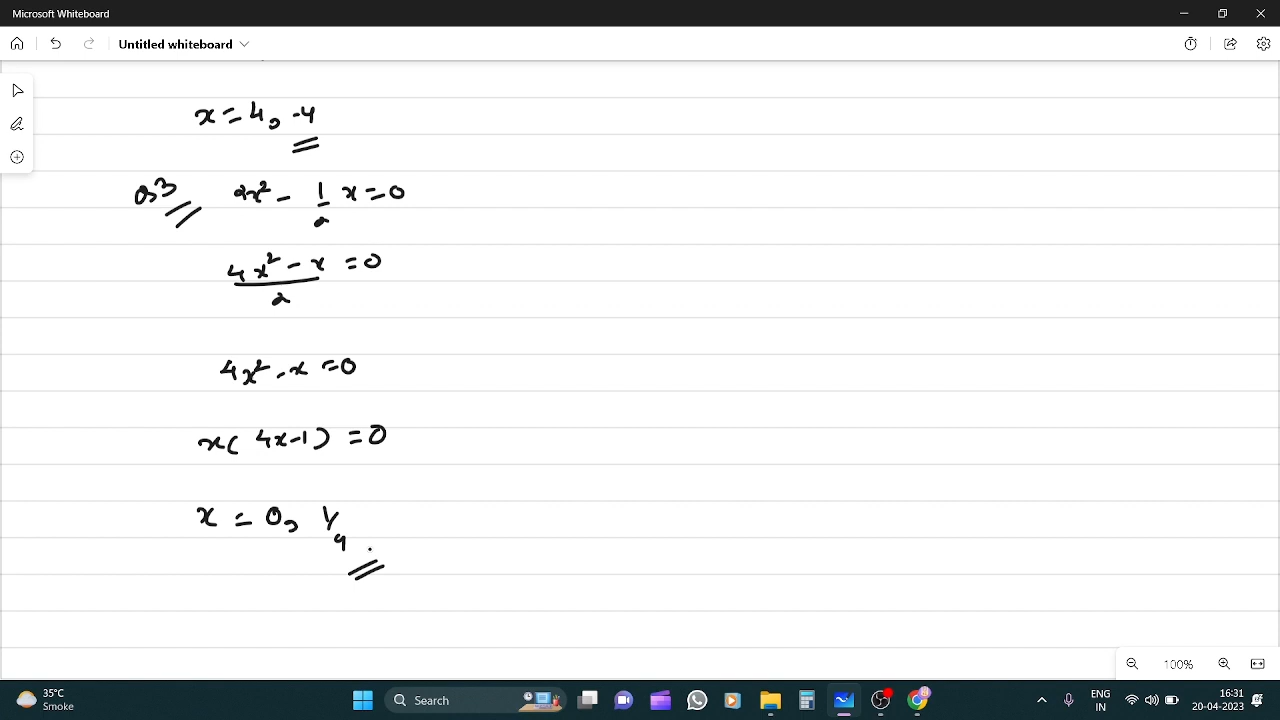 Microsoft Whiteboard
Untitled whiteboard
x = 4, -4
Q3 2x² - 1/2 x = 0
4x² - x = 0
2
4x² - x = 0
x( 4x-1) = 0
x = 0, 1/4
100%
35°C
Smoke
Search
ENG
IN
16:31
20-04-2023